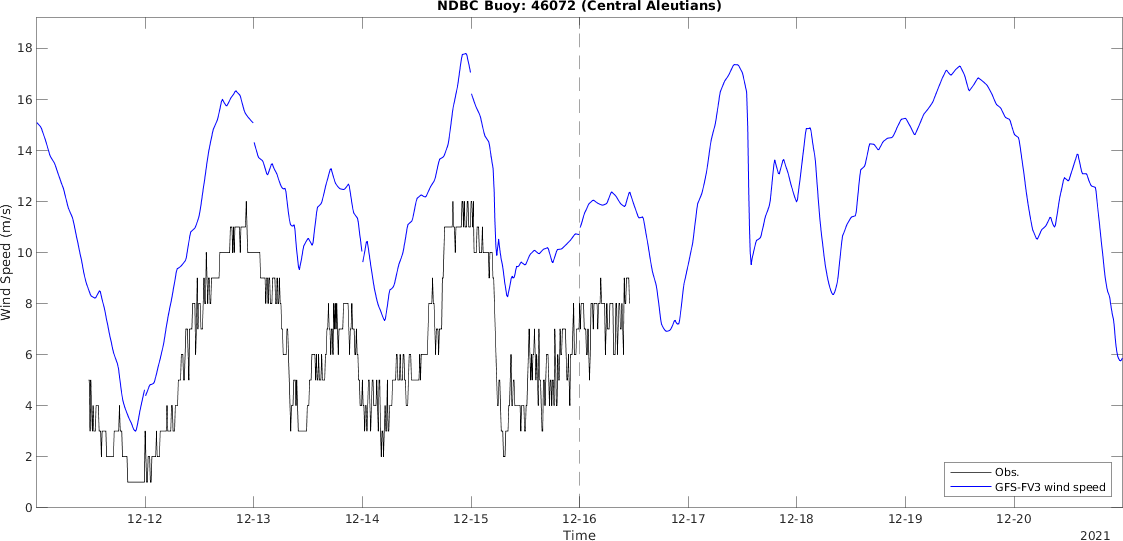 NDBC Buoy: 46072 (Central Aleutians)
18
16
14
12
10
8
6
4
2
0
Wind Speed (m/s)
Obs.
GFS-FV3 wind speed
12-12 12-13 12-14 12-15 12-16 12-17 12-18 12-19 12-20
Time
2021